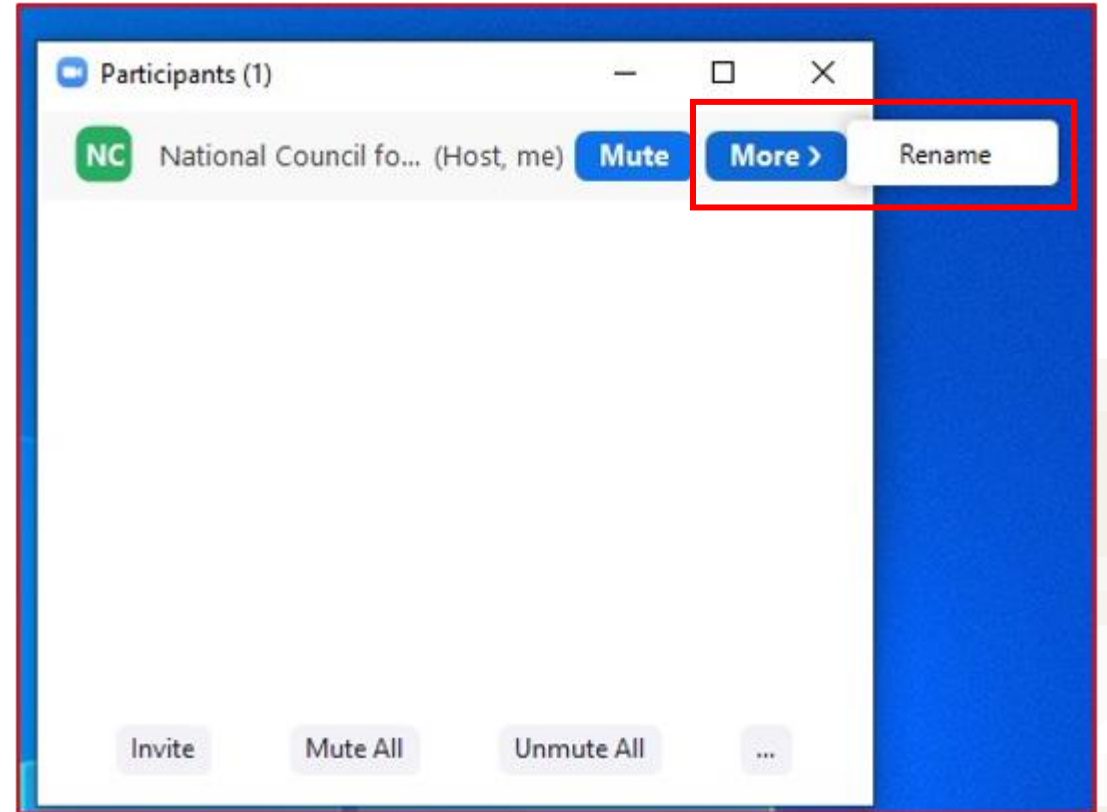 Participants (1)
NC National Council fo... (Host, me) Mute More > Rename
Invite Mute All Unmute All ...